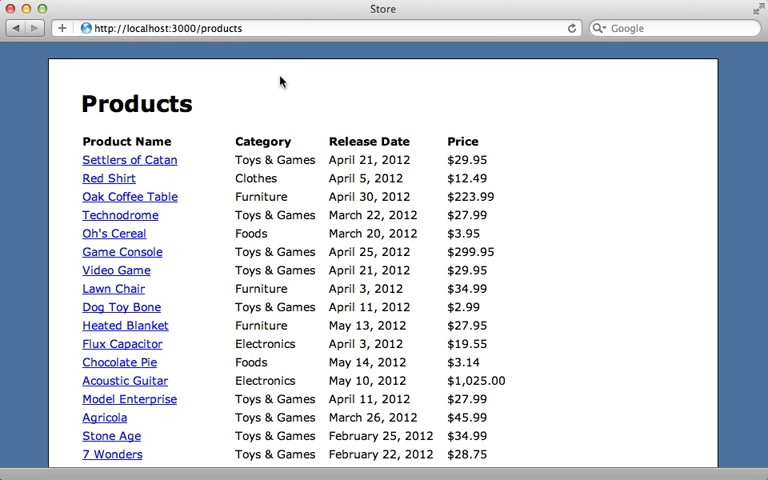 Store
http://localhost:3000/products
Google
Products
Product Name Category Release Date Price
Settlers of Catan Toys & Games April 21, 2012 $29.95
Red Shirt Clothes April 5, 2012 $12.49
Oak Coffee Table Furniture April 30, 2012 $223.99
Technodrome Toys & Games March 22, 2012 $27.99
Oh's Cereal Foods March 20, 2012 $3.95
Game Console Toys & Games April 25, 2012 $299.95
Video Game Toys & Games April 21, 2012 $29.95
Lawn Chair Furniture April 3, 2012 $34.99
Dog Toy Bone Toys & Games April 11, 2012 $2.99
Heated Blanket Furniture May 13, 2012 $27.95
Flux Capacitor Electronics April 3, 2012 $19.55
Chocolate Pie Foods May 14, 2012 $3.14
Acoustic Guitar Electronics May 10, 2012 $1,025.00
Model Enterprise Toys & Games April 11, 2012 $27.99
Agricola Toys & Games March 26, 2012 $45.99
Stone Age Toys & Games February 25, 2012 $34.99
7 Wonders Toys & Games February 22, 2012 $28.75